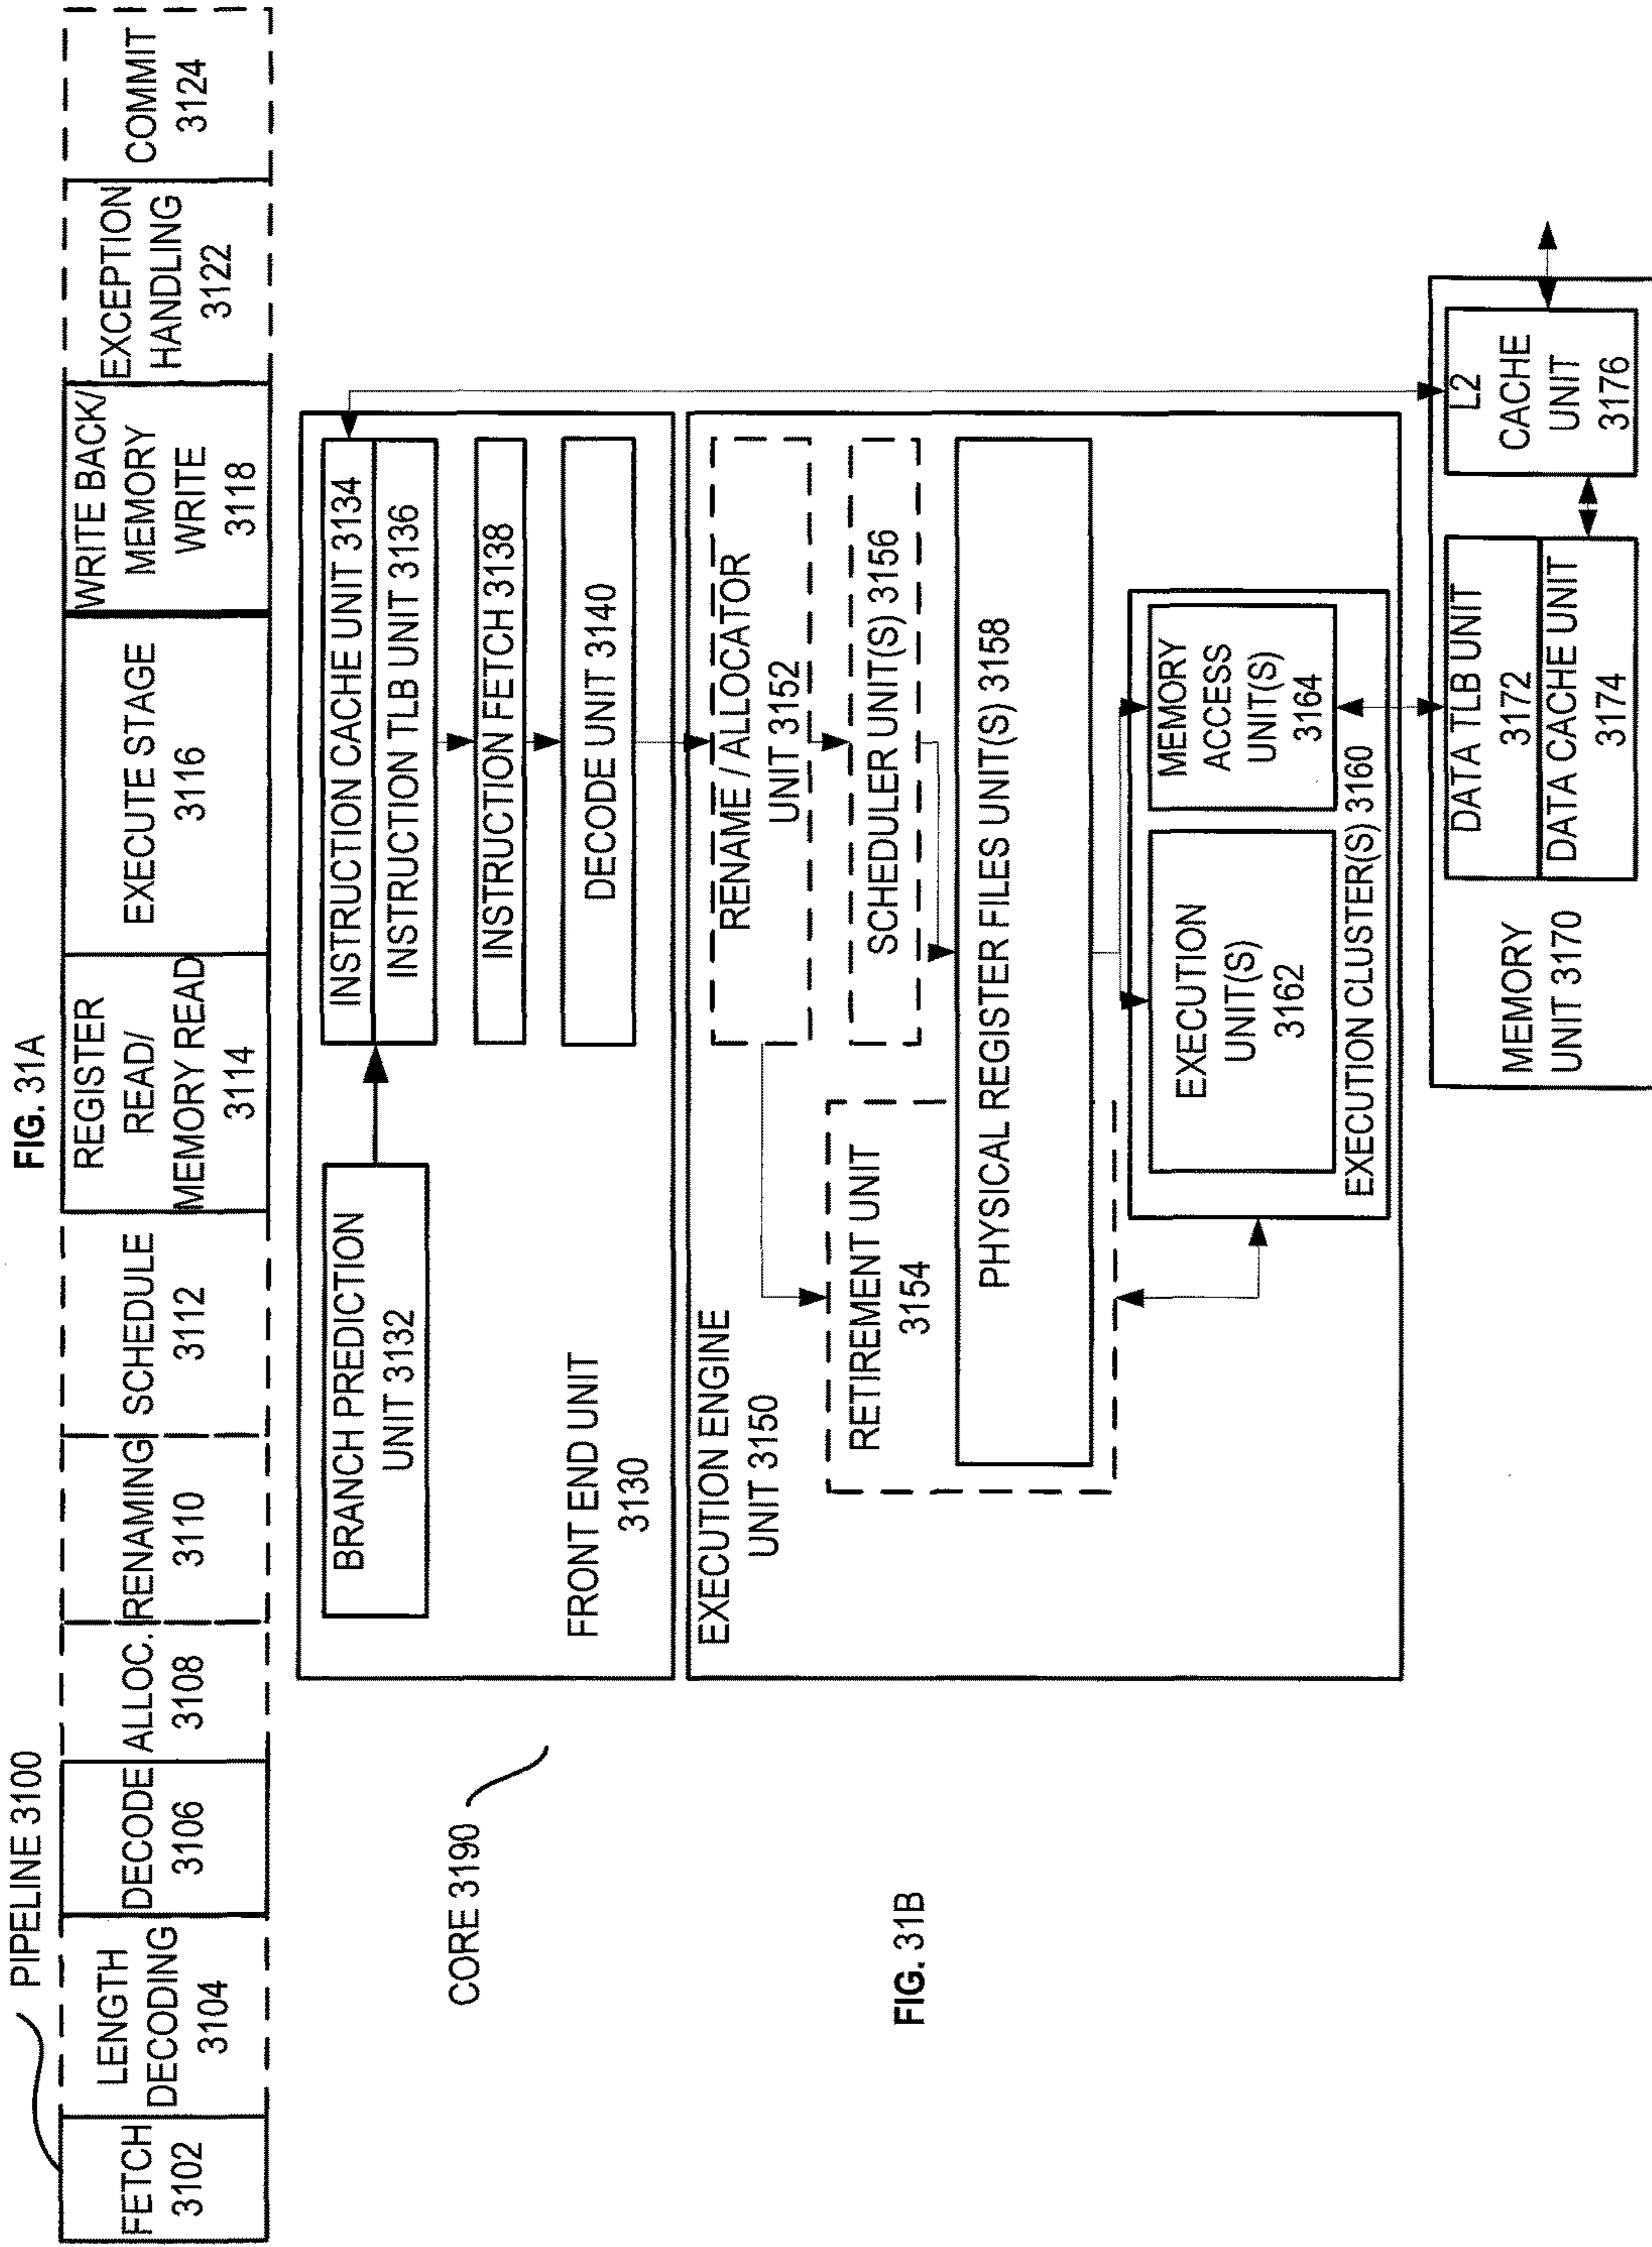 PIPELINE 3100
FIG. 31A
FETCH
3102
LENGTH
DECODING
3104
DECODE
3106
ALLOC.
3108
RENAMING
3110
SCHEDULE
3112
REGISTER
READ/
MEMORY READ
3114
EXECUTE STAGE
3116
WRITE BACK/
MEMORY
WRITE
3118
EXCEPTION
HANDLING
3122
COMMIT
3124
CORE 3190
BRANCH PREDICTION
UNIT 3132
INSTRUCTION CACHE UNIT 3134
INSTRUCTION TLB UNIT 3136
INSTRUCTION FETCH 3138
DECODE UNIT 3140
FRONT END UNIT
3130
EXECUTION ENGINE
UNIT 3150
RENAME / ALLOCATOR
UNIT 3152
RETIREMENT UNIT
3154
SCHEDULER UNIT(S) 3156
PHYSICAL REGISTER FILES UNIT(S) 3158
EXECUTION
UNIT(S)
3162
MEMORY
ACCESS
UNIT(S)
3164
EXECUTION CLUSTER(S) 3160
FIG. 31B
MEMORY
UNIT 3170
DATA TLB UNIT
3172
DATA CACHE UNIT
3174
L2
CACHE
UNIT
3176